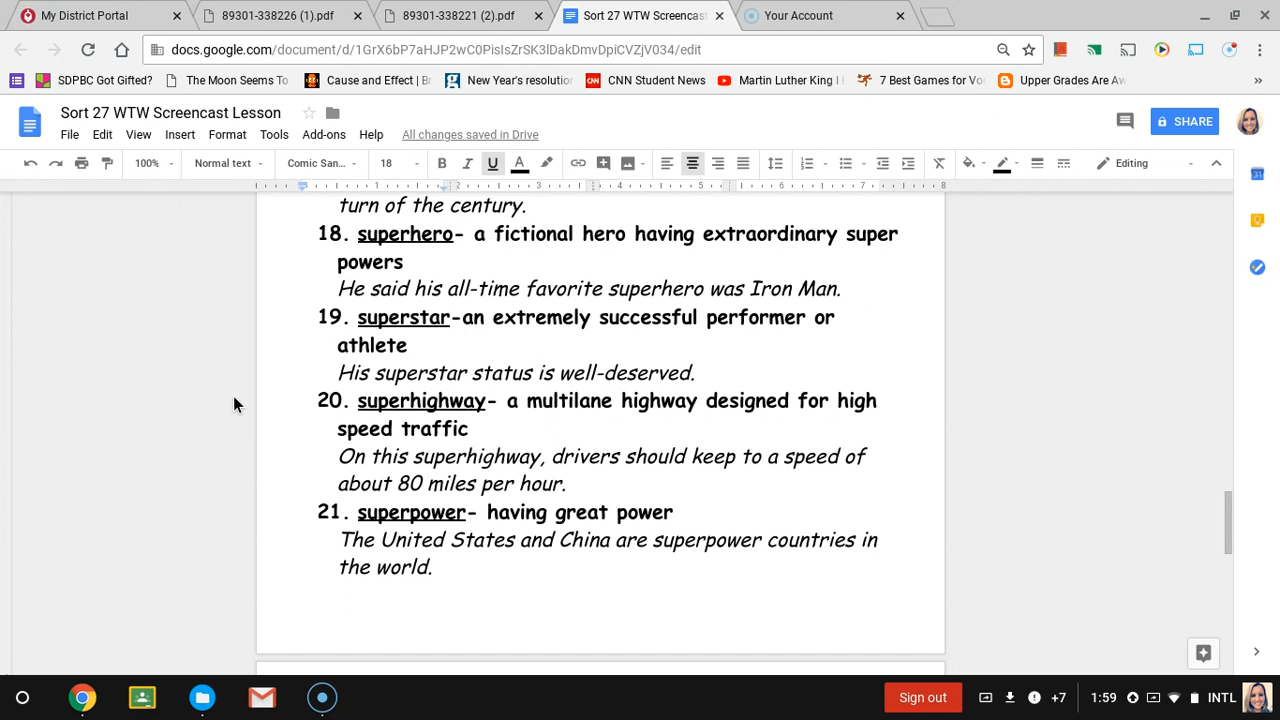 My District Portal
89301-338226 (1).pdf
89301-338221 (2).pdf
Sort 27 WTW Screencast
Your Account
docs.google.com/document/d/1GrX6bP7aHJP2wC0PisIsZrSK3lDakDmvDpiCVZjV034/edit
SDPBC Got Gifted?
The Moon Seems To
Cause and Effect | Br
New Year's resolutio
CNN Student News
Martin Luther King
7 Best Games for Vo
Upper Grades Are Aw
»
Sort 27 WTW Screencast Lesson
File Edit View Insert Format Tools Add-ons Help All changes saved in Drive
SHARE
100% Normal text Comic San... 18 B I U A Editing
1 2 3 4 5 6 7 8
turn of the century.
18. superhero- a fictional hero having extraordinary super
powers
He said his all-time favorite superhero was Iron Man.
19. superstar-an extremely successful performer or
athlete
His superstar status is well-deserved.
20. superhighway- a multilane highway designed for high
speed traffic
On this superhighway, drivers should keep to a speed of
about 80 miles per hour.
21. superpower- having great power
The United States and China are superpower countries in
the world.
Sign out
+7
1:59
INTL